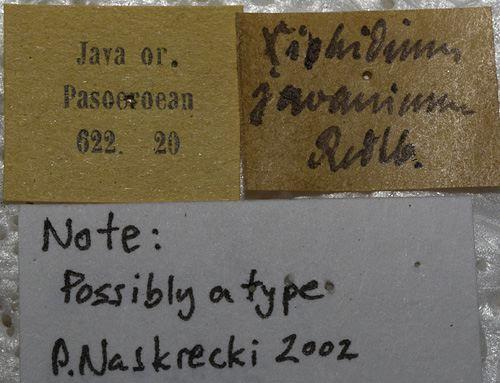 Java or.
Pasoeroean
622. 20
Xiphidium
javanicum
Redtb.
Note:
Possibly a type
P. Naskrecki 2002